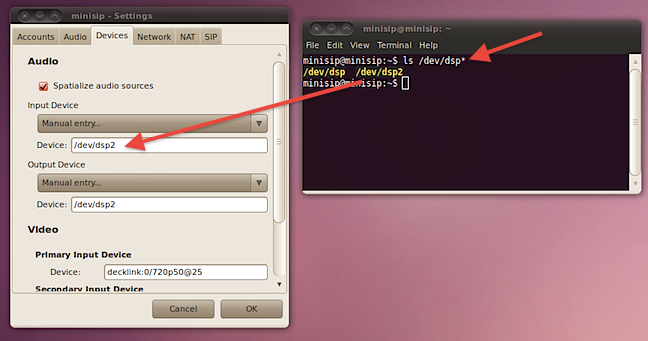 minisip - Settings
Accounts Audio Devices Network NAT SIP
Audio
Spatialize audio sources
Input Device
Manual entry...
Device: /dev/dsp2
Output Device
Manual entry...
Device: /dev/dsp2
Video
Primary Input Device
Device: decklink:0/720p50@25
Secondary Input Device
Cancel OK
minisip@minisip: ~
File Edit View Terminal Help
minisip@minisip:~$ ls /dev/dsp*
/dev/dsp /dev/dsp2
minisip@minisip:~$